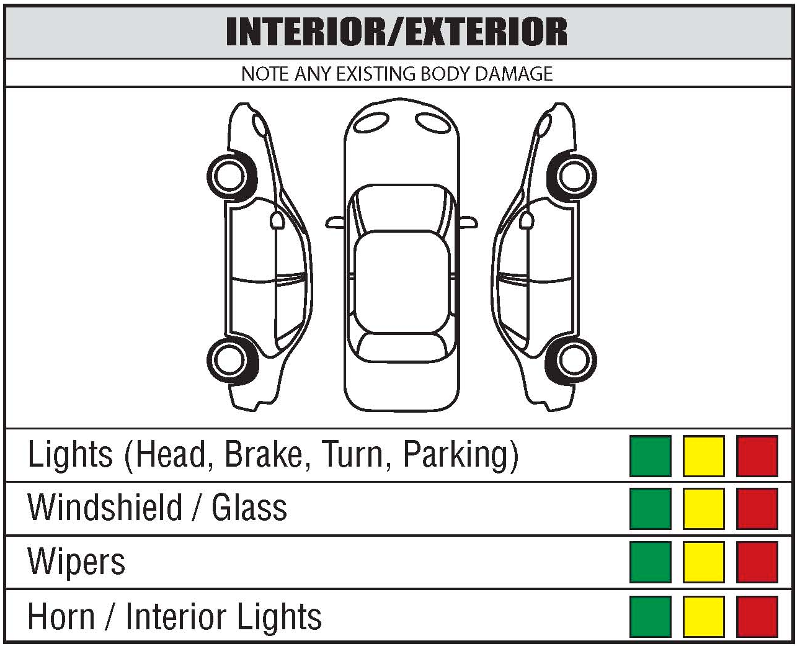 INTERIOR/EXTERIOR
NOTE ANY EXISTING BODY DAMAGE
Lights (Head, Brake, Turn, Parking)
Windshield / Glass
Wipers
Horn / Interior Lights